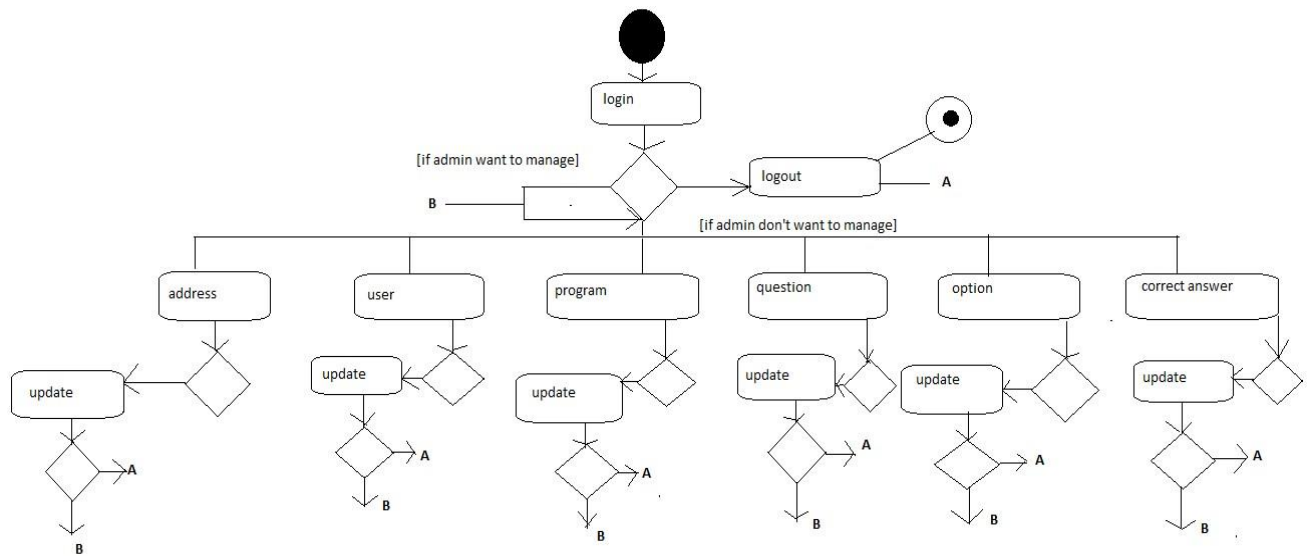 login
[if admin want to manage]
logout
A
B
[if admin don't want to manage]
address
user
program
question
option
correct answer
update
update
update
update
update
update
A
A
A
A
A
A
B
B
B
B
B
B